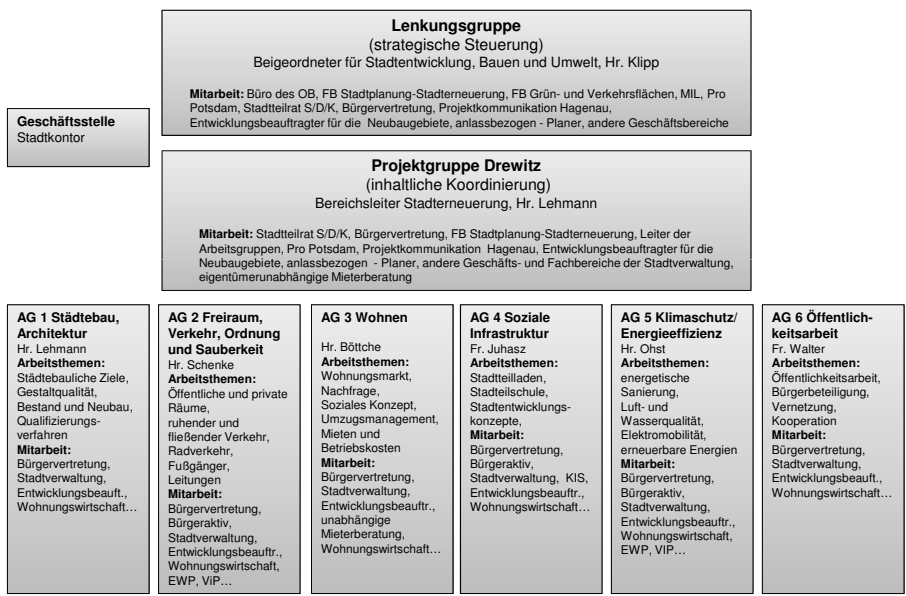 Lenkungsgruppe
(strategische Steuerung)
Beigeordneter für Stadtentwicklung, Bauen und Umwelt, Hr. Klipp
Mitarbeit: Büro des OB, FB Stadtplanung-Stadterneuerung, FB Grün- und Verkehrsflächen, MIL, Pro
Potsdam, Stadtteilrat S/D/K, Bürgervertretung, Projektkommunikation Hagenau,
Entwicklungsbeauftragter für die Neubaugebiete, anlassbezogen - Planer, andere Geschäftsbereiche
Geschäftsstelle
Stadtkontor
Projektgruppe Drewitz
(inhaltliche Koordinierung)
Bereichsleiter Stadterneuerung, Hr. Lehmann
Mitarbeit: Stadtteilrat S/D/K, Bürgervertretung, FB Stadtplanung-Stadterneuerung, Leiter der
Arbeitsgruppen, Pro Potsdam, Projektkommunikation Hagenau, Entwicklungsbeauftragter für die
Neubaugebiete, anlassbezogen - Planer, andere Geschäfts- und Fachbereiche der Stadtverwaltung,
eigentümerunabhängige Mieterberatung
AG 1 Städtebau,
Architektur
Hr. Lehmann
Arbeitsthemen:
Städtebauliche Ziele,
Gestaltqualität,
Bestand und Neubau,
Qualifizierungs-
verfahren
Mitarbeit:
Bürgervertretung,
Stadtverwaltung,
Entwicklungsbeauft.,
Wohnungswirtschaft…
AG 2 Freiraum,
Verkehr, Ordnung
und Sauberkeit
Hr. Schenke
Arbeitsthemen:
Öffentliche und private
Räume,
ruhender und
fließender Verkehr,
Radverkehr,
Fußgänger,
Leitungen
Mitarbeit:
Bürgervertretung,
Bürgeraktiv,
Stadtverwaltung,
Entwicklungsbeauftr.,
Wohnungswirtschaft,
EWP, ViP…
AG 3 Wohnen
Hr. Böttche
Arbeitsthemen:
Wohnungsmarkt,
Nachfrage,
Soziales Konzept,
Umzugsmanagement,
Mieten und
Betriebskosten
Mitarbeit:
Bürgervertretung,
Stadtverwaltung,
Entwicklungsbeauftr.,
unabhängige
Mieterberatung,
Wohnungswirtschaft…
AG 4 Soziale
Infrastruktur
Fr. Juhasz
Arbeitsthemen:
Stadtteilladen,
Stadteilschule,
Stadtentwicklungs-
konzepte,
Mitarbeit:
Bürgervertretung,
Bürgeraktiv,
Stadtverwaltung, KIS,
Entwicklungsbeauftr.,
Wohnungswirtschaft…
AG 5 Klimaschutz/
Energieeffizienz
Hr. Ohst
Arbeitsthemen:
energetische
Sanierung,
Luft- und
Wasserqualität,
Elektromobilität,
erneuerbare Energien
Mitarbeit:
Bürgervertretung,
Bürgeraktiv,
Stadtverwaltung,
Entwicklungsbeauftr.,
Wohnungswirtschaft,
EWP, VIP…
AG 6 Öffentlich-
keitsarbeit
Fr. Walter
Arbeitsthemen:
Öffentlichkeitsarbeit,
Bürgerbeteiligung,
Vernetzung,
Kooperation
Mitarbeit:
Bürgervertretung,
Stadtverwaltung,
Entwicklungsbeauft.,
Wohnungswirtschaft…